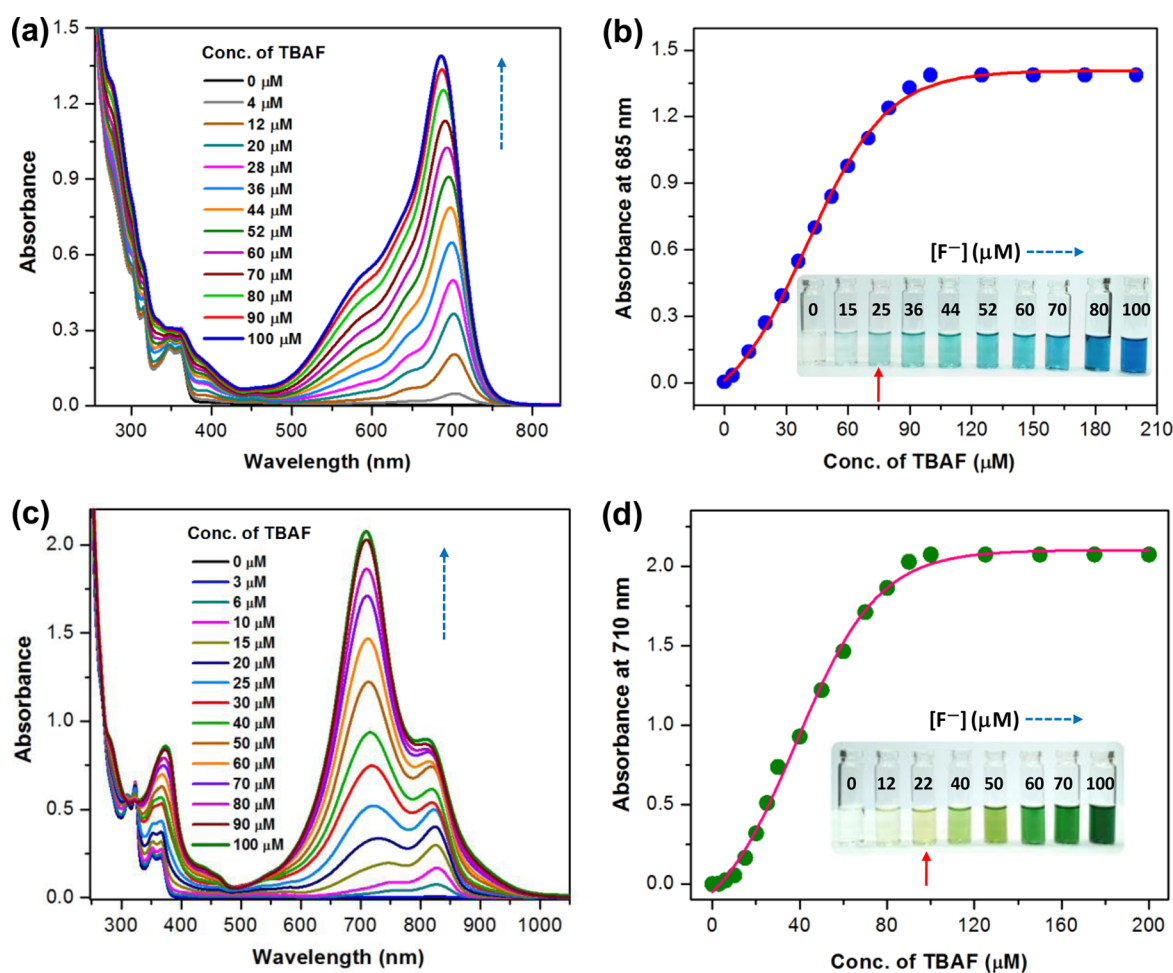 (a)
Absorbance
1.5
1.2
0.9
0.6
0.3
0.0
Conc. of TBAF
0 μM
4 μM
12 μM
20 μM
28 μM
36 μM
44 μM
52 μM
60 μM
70 μM
80 μM
90 μM
100 μM
300 400 500 600 700 800
Wavelength (nm)
(b)
Absorbance at 685 nm
1.5
1.2
0.9
0.6
0.3
0.0
[F⁻] (μM)
0 15 25 36 44 52 60 70 80 100
0 30 60 90 120 150 180 210
Conc. of TBAF (μM)
(c)
Absorbance
2.0
1.5
1.0
0.5
0.0
Conc. of TBAF
0 μM
3 μM
6 μM
10 μM
15 μM
20 μM
25 μM
30 μM
40 μM
50 μM
60 μM
70 μM
80 μM
90 μM
100 μM
300 400 500 600 700 800 900 1000
Wavelength (nm)
(d)
Absorbance at 710 nm
2.0
1.5
1.0
0.5
0.0
[F⁻] (μM)
0 12 22 40 50 60 70 100
0 40 80 120 160 200
Conc. of TBAF (μM)